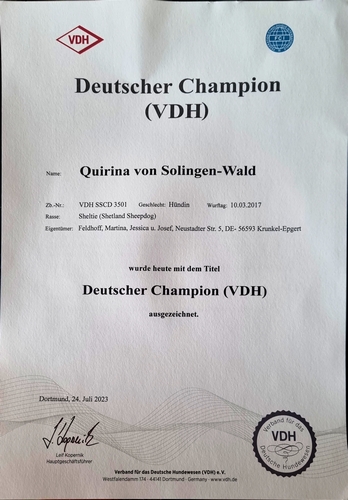 VDH
FCI
Deutscher Champion
(VDH)
Name: Quirina von Solingen-Wald
Zb.-Nr.: VDH SSCD 3501 Geschlecht: Hündin Wurftag: 10.03.2017
Rasse: Sheltie (Shetland Sheepdog)
Eigentümer: Feldhoff, Martina, Jessica u. Josef, Neustadter Str. 5, DE- 56593 Krunkel-Epgert
wurde heute mit dem Titel
Deutscher Champion (VDH)
ausgezeichnet.
Dortmund, 24. Juli 2023
Leif Kopernik
Hauptgeschäftsführer
Verband für das Deutsche Hundewesen
VDH
Verband für das Deutsche Hundewesen (VDH) e. V.
Westfalendamm 174 - 44141 Dortmund - Germany - www.vdh.de